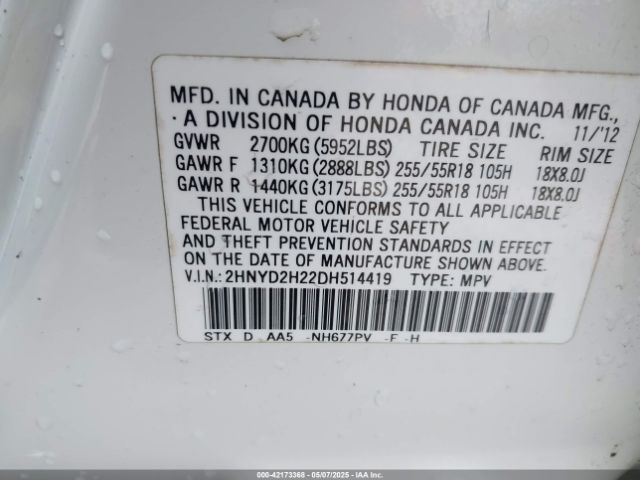 MFD. IN CANADA BY HONDA OF CANADA MFG.,
A DIVISION OF HONDA CANADA INC. 11/'12
GVWR 2700KG (5952LBS) TIRE SIZE RIM SIZE
GAWR F 1310KG (2888LBS) 255/55R18 105H 18X8.0J
GAWR R 1440KG (3175LBS) 255/55R18 105H 18X8.0J
THIS VEHICLE CONFORMS TO ALL APPLICABLE
FEDERAL MOTOR VEHICLE SAFETY
AND THEFT PREVENTION STANDARDS IN EFFECT
ON THE DATE OF MANUFACTURE SHOWN ABOVE.
V.I.N.: 2HNYD2H22DH514419 TYPE: MPV
STX D AA5 -NH677PV -F -H
000-42173368 - 05/07/2025 - IAAI.COM